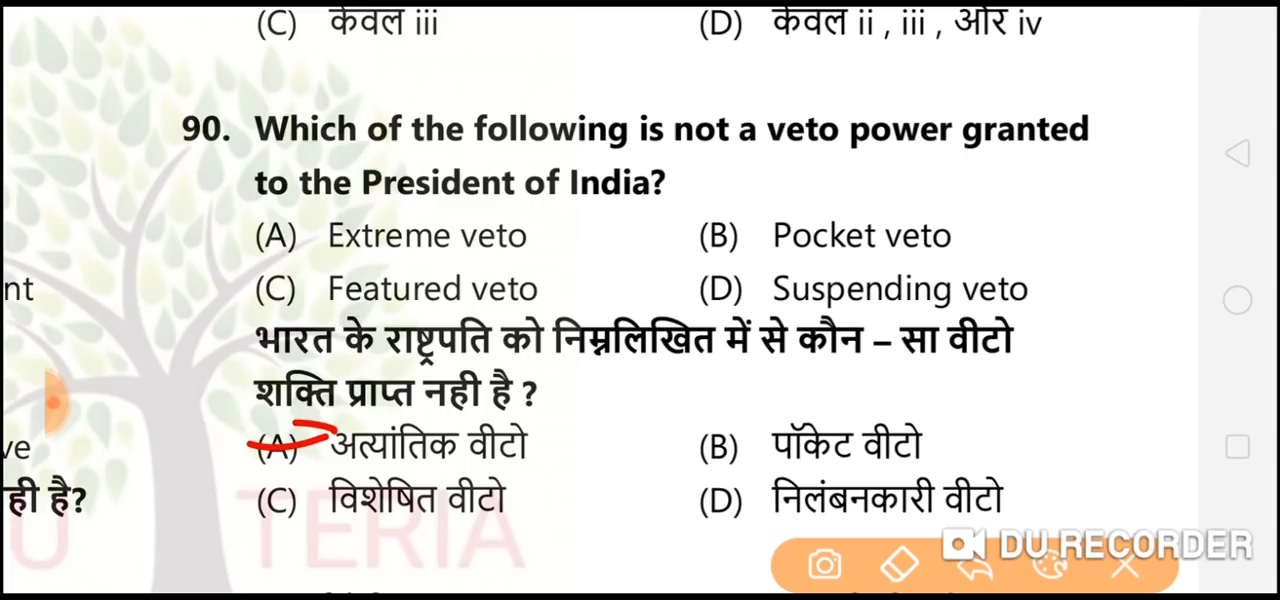 (C) केवल iii (D) केवल ii , iii , और iv
90. Which of the following is not a veto power granted
to the President of India?
(A) Extreme veto (B) Pocket veto
nt (C) Featured veto (D) Suspending veto
भारत के राष्ट्रपति को निम्नलिखित में से कौन – सा वीटो
शक्ति प्राप्त नही है ?
ve (A) अत्यांतिक वीटो (B) पॉकेट वीटो
ही है? (C) विशेषित वीटो (D) निलंबनकारी वीटो
U TERIA
DU RECORDER